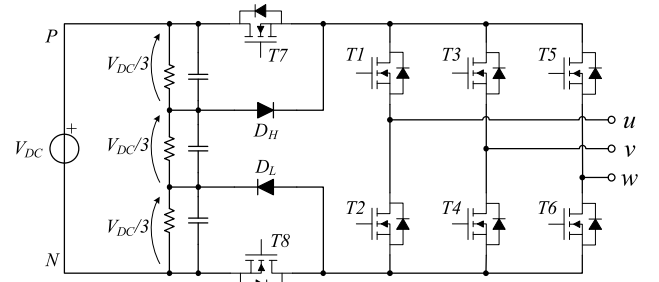 P
T7
T1
T3
T5
V_DC/3
D_H
u
V_DC
+
V_DC/3
v
D_L
w
V_DC/3
T2
T4
T6
T8
N